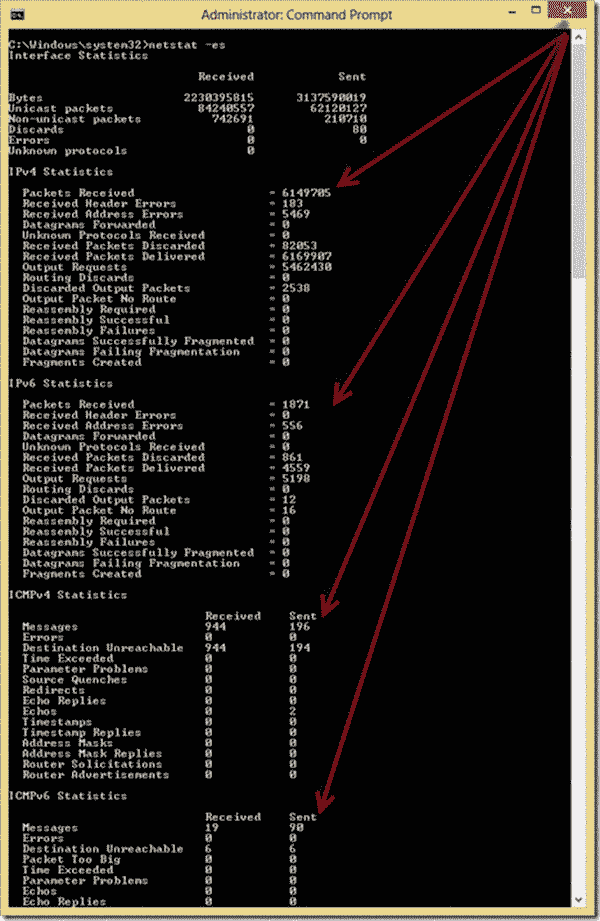 Administrator: Command Prompt
C:\Windows\system32>netstat -es
Interface Statistics
Received Sent
Bytes 2230395815 3137590019
Unicast packets 84240557 62120127
Non-unicast packets 742691 210710
Discards 0 80
Errors 0 0
Unknown protocols 0
IPv4 Statistics
Packets Received = 6149705
Received Header Errors = 183
Received Address Errors = 5469
Datagrams Forwarded = 0
Unknown Protocols Received = 0
Received Packets Discarded = 82053
Received Packets Delivered = 6169907
Output Requests = 5462430
Routing Discards = 0
Discarded Output Packets = 2538
Output Packet No Route = 0
Reassembly Required = 0
Reassembly Successful = 0
Reassembly Failures = 0
Datagrams Successfully Fragmented = 0
Datagrams Failing Fragmentation = 0
Fragments Created = 0
IPv6 Statistics
Packets Received = 1871
Received Header Errors = 0
Received Address Errors = 556
Datagrams Forwarded = 0
Unknown Protocols Received = 0
Received Packets Discarded = 861
Received Packets Delivered = 4559
Output Requests = 5198
Routing Discards = 0
Discarded Output Packets = 12
Output Packet No Route = 16
Reassembly Required = 0
Reassembly Successful = 0
Reassembly Failures = 0
Datagrams Successfully Fragmented = 0
Datagrams Failing Fragmentation = 0
Fragments Created = 0
ICMPv4 Statistics
Received Sent
Messages 944 196
Errors 0 0
Destination Unreachable 944 194
Time Exceeded 0 0
Parameter Problems 0 0
Source Quenches 0 0
Redirects 0 0
Echo Replies 0 0
Echos 0 2
Timestamps 0 0
Timestamp Replies 0 0
Address Masks 0 0
Address Mask Replies 0 0
Router Solicitations 0 0
Router Advertisements 0 0
ICMPv6 Statistics
Received Sent
Messages 19 90
Errors 0 0
Destination Unreachable 6 6
Packet Too Big 0 0
Time Exceeded 0 0
Parameter Problems 0 0
Echos 0 0
Echo Replies 0 0